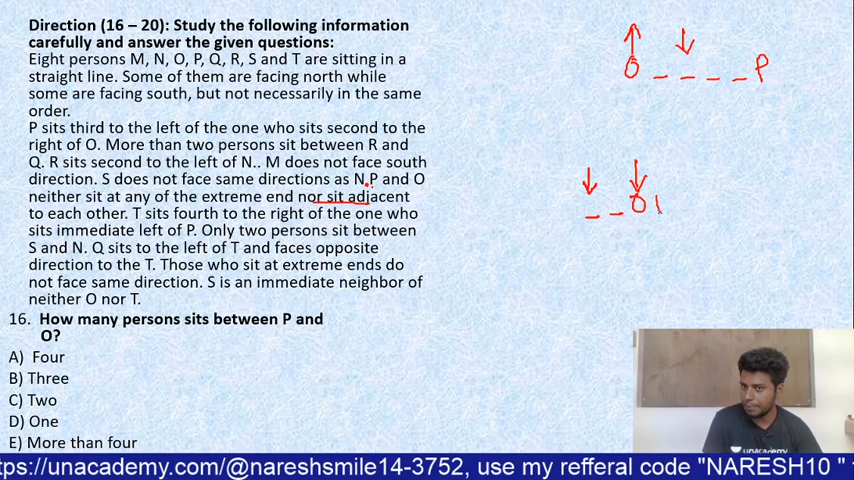 Direction (16 – 20): Study the following information
carefully and answer the given questions:
Eight persons M, N, O, P, Q, R, S and T are sitting in a
straight line. Some of them are facing north while
some are facing south, but not necessarily in the same
order.
P sits third to the left of the one who sits second to the
right of O. More than two persons sit between R and
Q. R sits second to the left of N.. M does not face south
direction. S does not face same directions as N.P and O
neither sit at any of the extreme end nor sit adjacent
to each other. T sits fourth to the right of the one who
sits immediate left of P. Only two persons sit between
S and N. Q sits to the left of T and faces opposite
direction to the T. Those who sit at extreme ends do
not face same direction. S is an immediate neighbor of
neither O nor T.
16. How many persons sits between P and
O?
A) Four
B) Three
C) Two
D) One
E) More than four
O _ _ _ _ P
_ _ O
unacademy
ttps://unacademy.com/@nareshsmile14-3752, use my refferal code "NARESH10 "